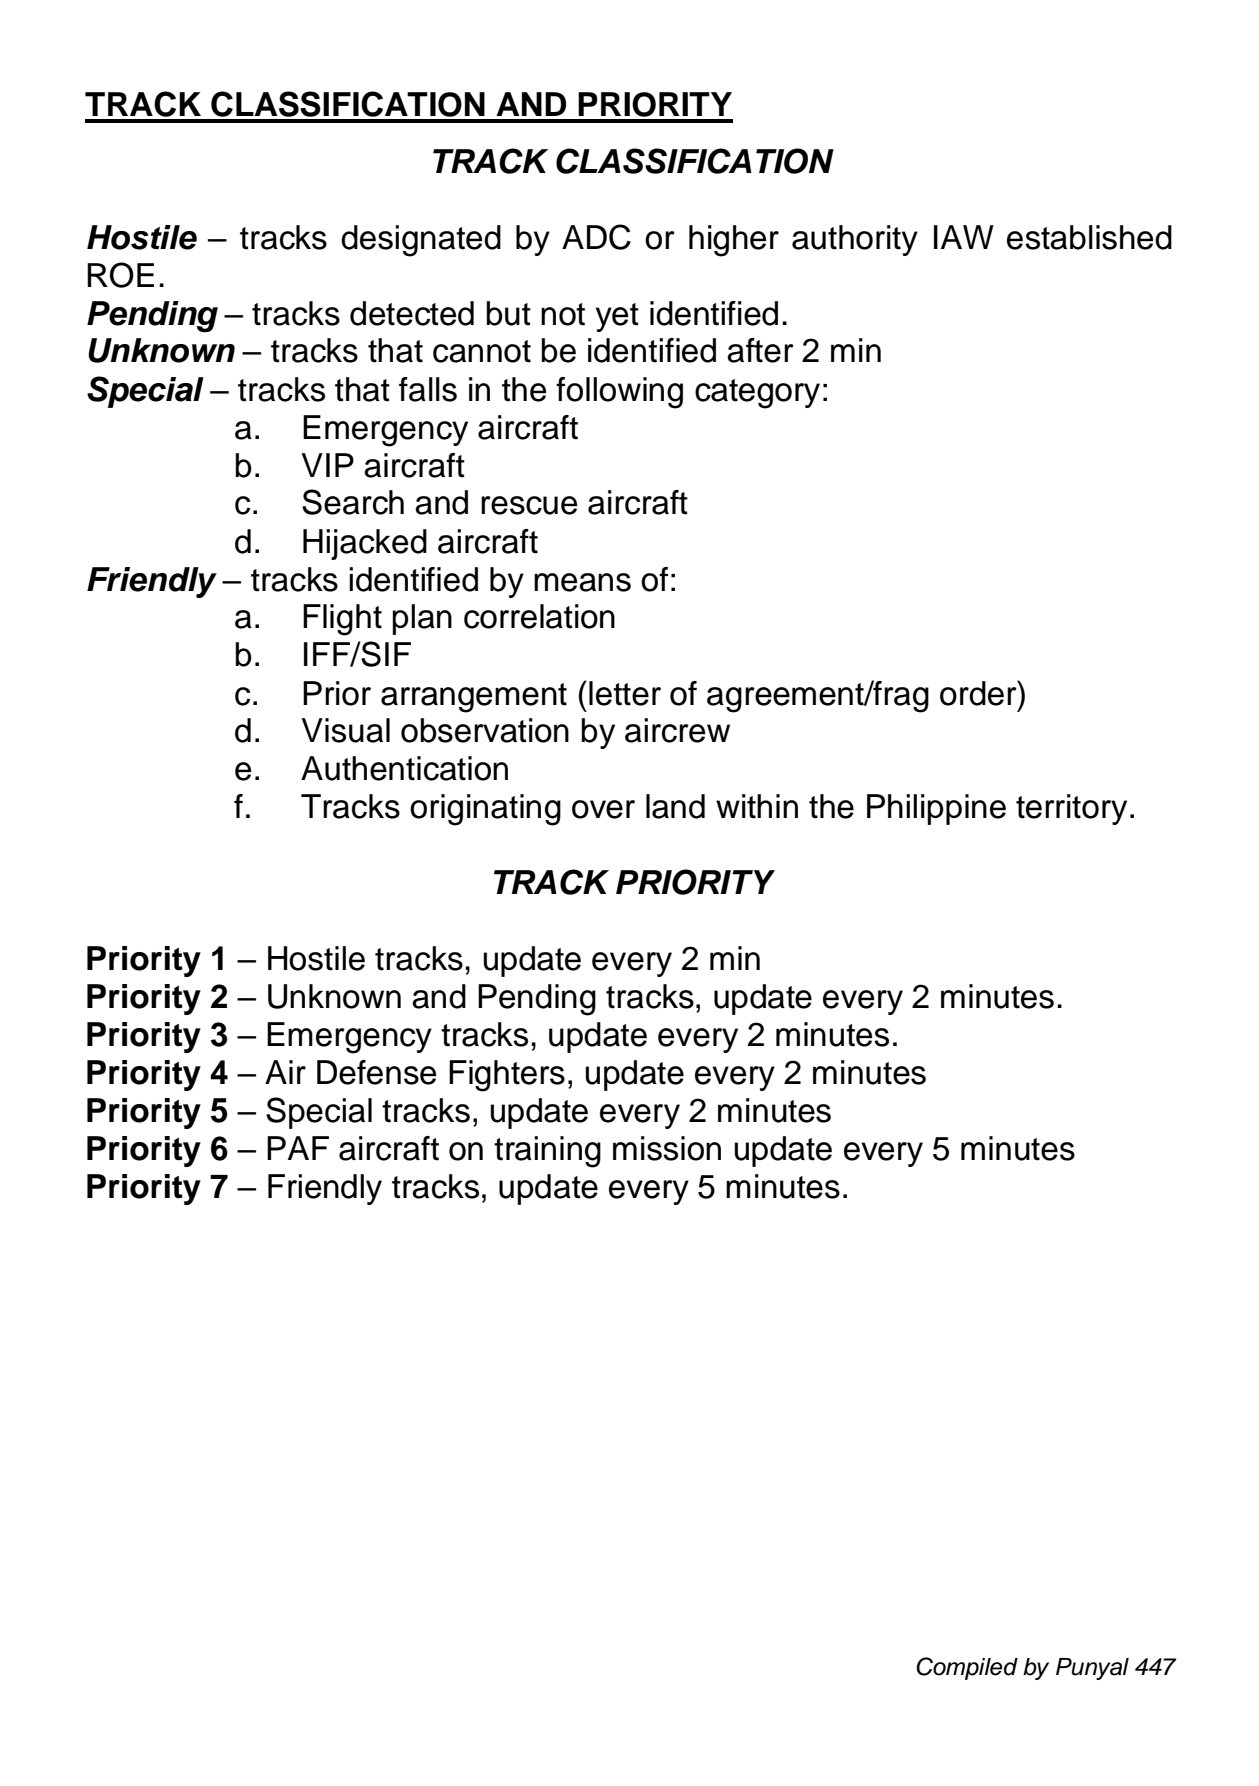 TRACK CLASSIFICATION AND PRIORITY
TRACK CLASSIFICATION
Hostile – tracks designated by ADC or higher authority IAW established
ROE.
Pending – tracks detected but not yet identified.
Unknown – tracks that cannot be identified after 2 min
Special – tracks that falls in the following category:
a. Emergency aircraft
b. VIP aircraft
c. Search and rescue aircraft
d. Hijacked aircraft
Friendly – tracks identified by means of:
a. Flight plan correlation
b. IFF/SIF
c. Prior arrangement (letter of agreement/frag order)
d. Visual observation by aircrew
e. Authentication
f. Tracks originating over land within the Philippine territory.
TRACK PRIORITY
Priority 1 – Hostile tracks, update every 2 min
Priority 2 – Unknown and Pending tracks, update every 2 minutes.
Priority 3 – Emergency tracks, update every 2 minutes.
Priority 4 – Air Defense Fighters, update every 2 minutes
Priority 5 – Special tracks, update every 2 minutes
Priority 6 – PAF aircraft on training mission update every 5 minutes
Priority 7 – Friendly tracks, update every 5 minutes.
Compiled by Punyal 447